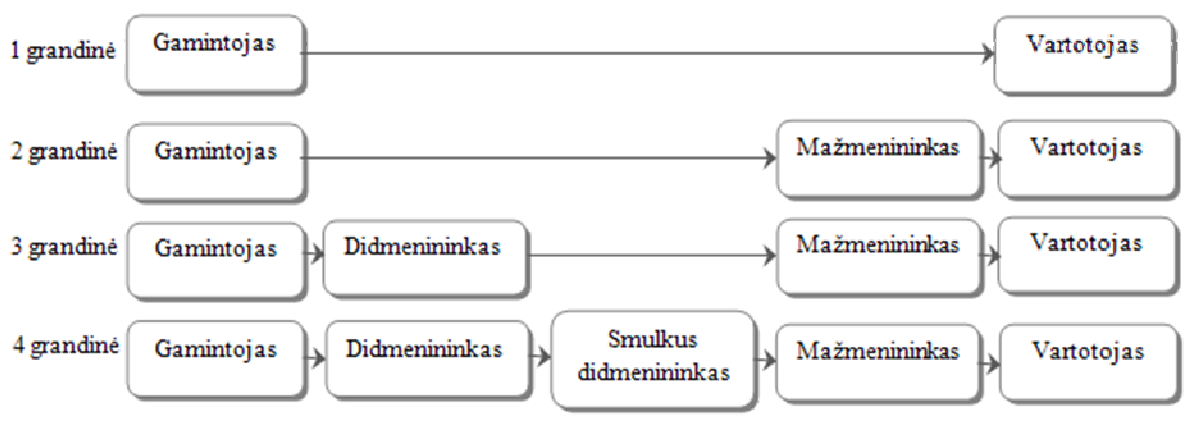 1 grandinė Gamintojas Vartotojas
2 grandinė Gamintojas Mažmenininkas Vartotojas
3 grandinė Gamintojas Didmenininkas Mažmenininkas Vartotojas
4 grandinė Gamintojas Didmenininkas Smulkus didmenininkas Mažmenininkas Vartotojas